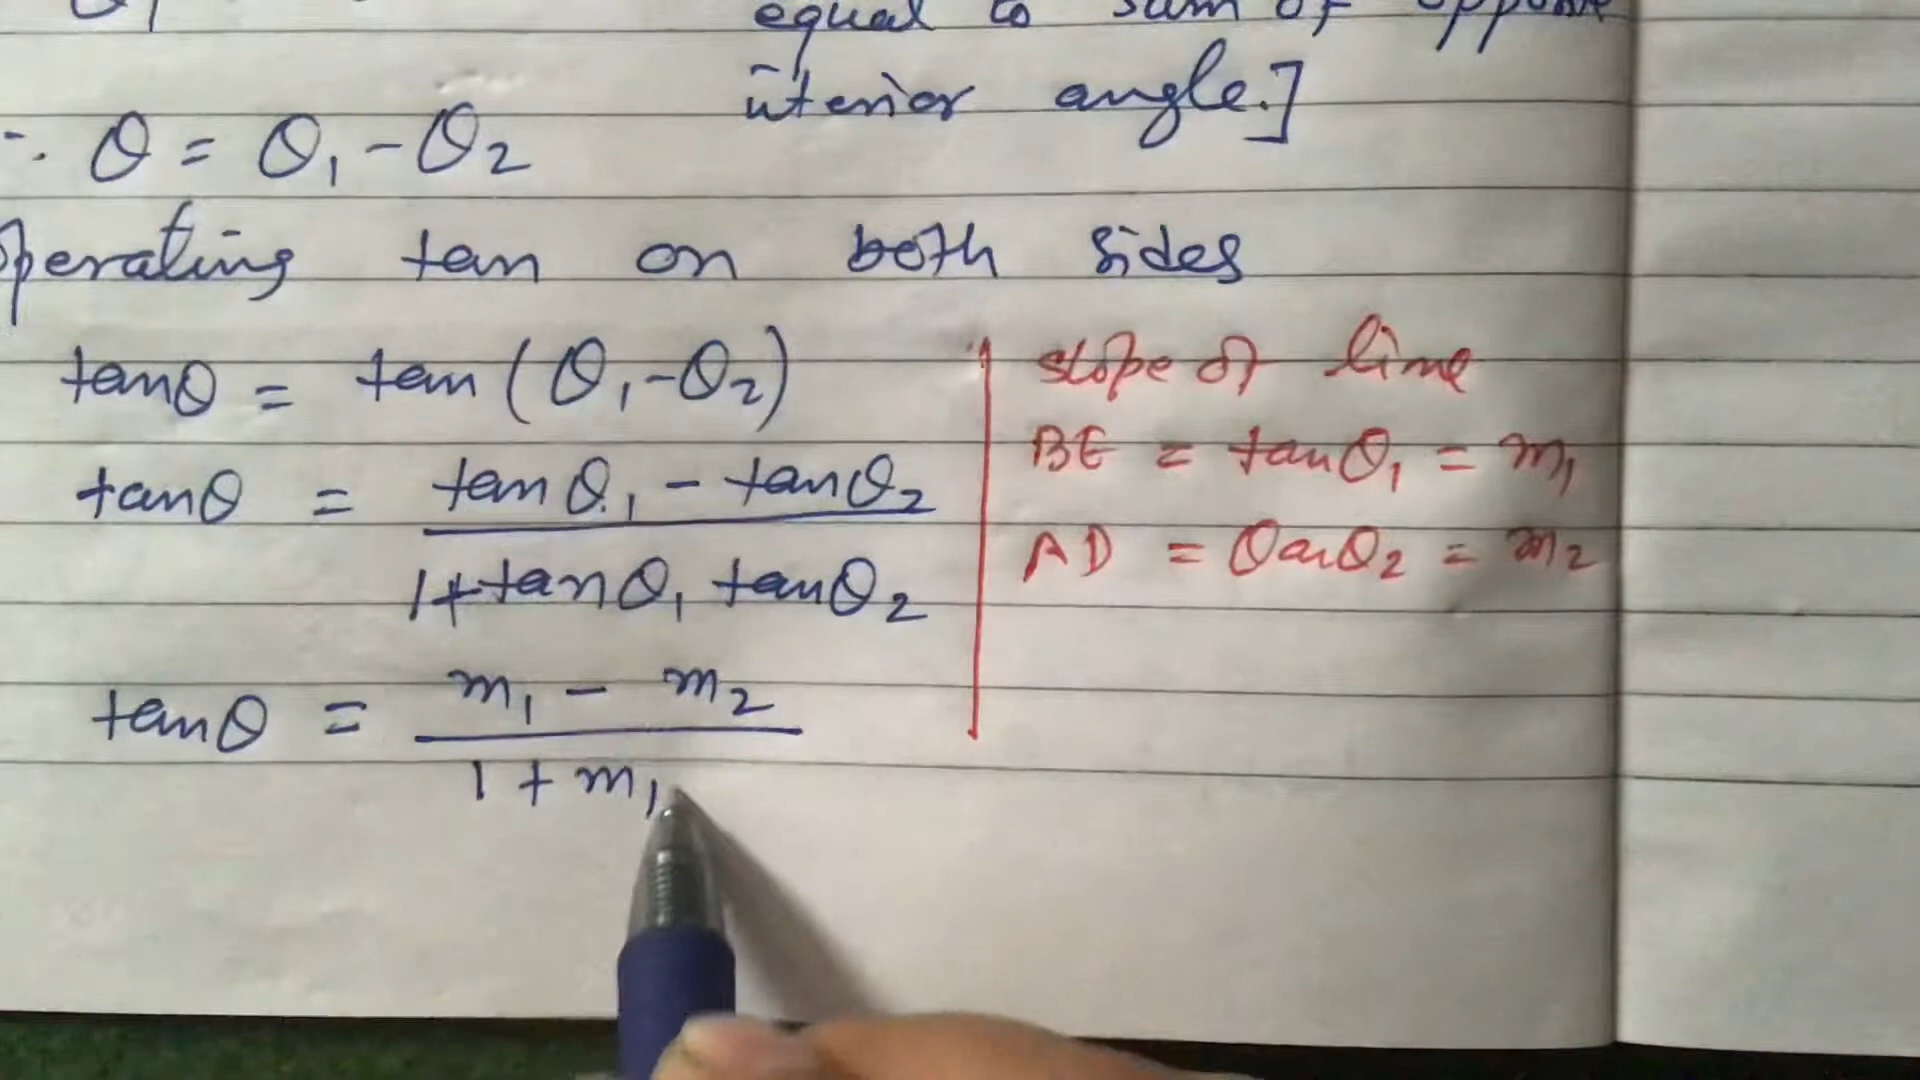 equal to sum of opposite
interior angle.]
∴ θ = θ₁ - θ₂
operating tan on both sides
tanθ = tan(θ₁-θ₂)
tanθ = tanθ₁ - tanθ₂
1+tanθ₁ tanθ₂
tanθ = m₁ - m₂
1 + m₁
slope of line
BE = tanθ₁ = m₁
AD = θanθ₂ = m₂